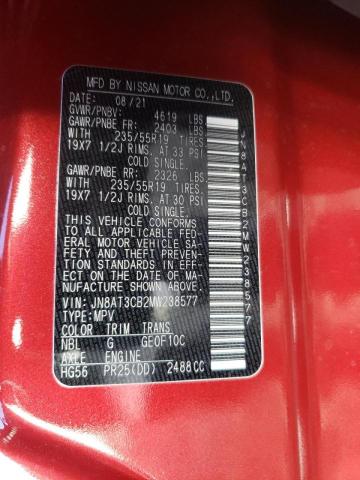 MFD BY NISSAN MOTOR CO.,LTD.
DATE: 08/21
GVWR/PNBV: 4619 LBS
GAWR/PNBE FR: 2403 LBS
WITH 235/55R19 TIRES.
19X7 1/2J RIMS. AT 33 PSI
COLD SINGLE.
GAWR/PNBE RR: 2326 LBS
WITH 235/55R19 TIRES.
19X7 1/2J RIMS. AT 30 PSI
COLD SINGLE.
THIS VEHICLE CONFORMS
TO ALL APPLICABLE FED-
ERAL MOTOR VEHICLE SA-
FETY AND THEFT PREVEN-
TION STANDARDS IN EFF-
ECT ON THE DATE OF MA-
NUFACTURE SHOWN ABOVE.
VIN: JN8AT3CB2MW238577
TYPE: MPV
COLOR TRIM TRANS
NBL G GE0F10C
AXLE ENGINE
HG56 PR25(DD) 2488CC
JN8AT3CB2MW238577